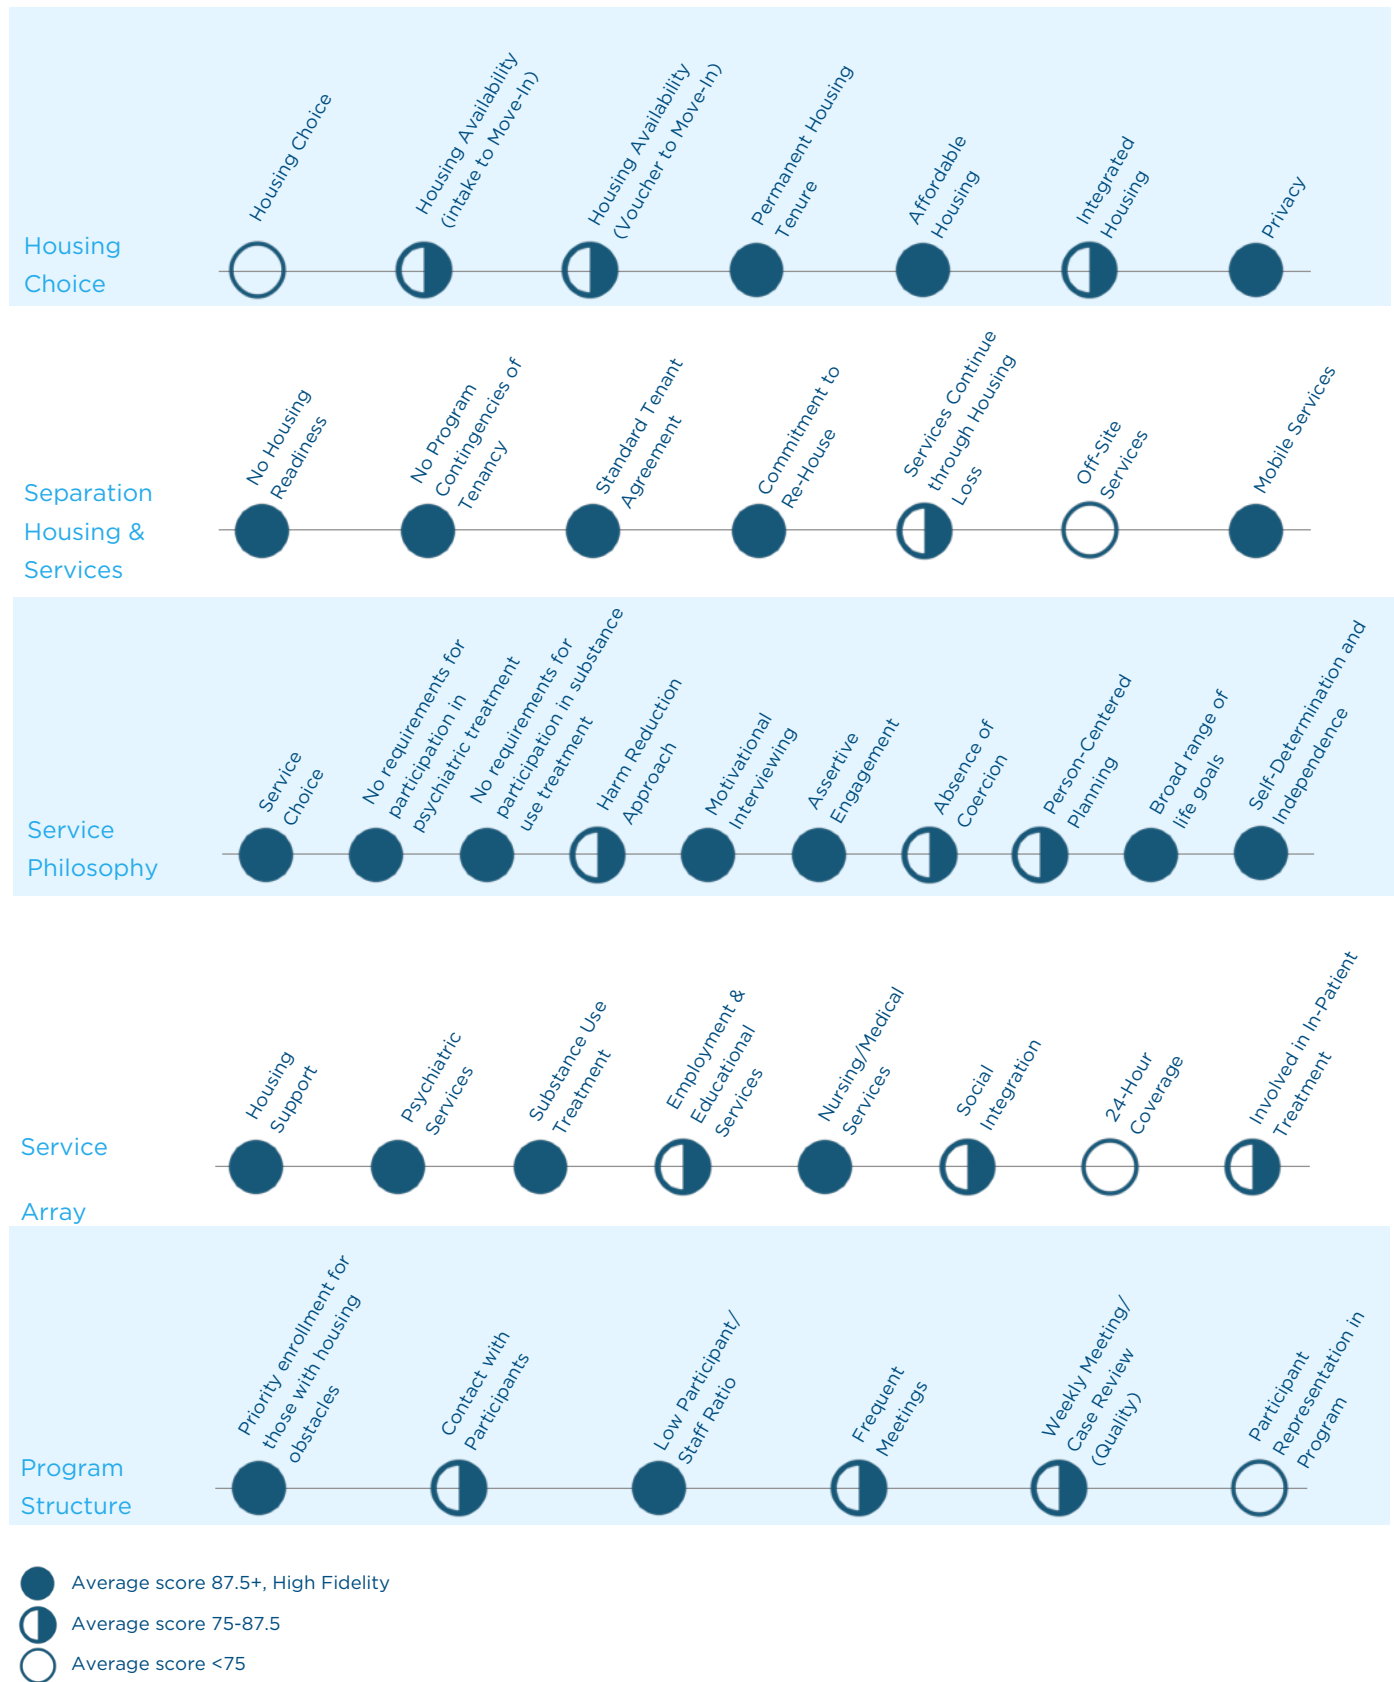 Housing Choice
Housing Availability
(intake to Move-In)
Housing Availability
(Voucher to Move-In)
Permanent Housing
Tenure
Affordable
Housing
Integrated
Housing
Privacy
Housing
Choice
No Housing
Readiness
No Program
Contingencies of
Tenancy
Standard Tenant
Agreement
Commitment to
Re-House
Services Continue
through Housing
Loss
Off-Site
Services
Mobile Services
Separation
Housing &
Services
Service
Choice
No requirements for
participation in
psychiatric treatment
No requirements for
participation in substance
use treatment
Harm Reduction
Approach
Motivational
Interviewing
Assertive
Engagement
Absence of
Coercion
Person-Centered
Planning
Broad range of
life goals
Self-Determination and
Independence
Service
Philosophy
Housing
Support
Psychiatric
Services
Substance Use
Treatment
Employment &
Educational
Services
Nursing/Medical
Services
Social
Integration
24-Hour
Coverage
Involved in In-Patient
Treatment
Service
Array
Priority enrollment for
those with housing
obstacles
Contact with
Participants
Low Participant/
Staff Ratio
Frequent
Meetings
Weekly Meeting/
Case Review
(Quality)
Participant
Representation in
Program
Program
Structure
Average score 87.5+, High Fidelity
Average score 75-87.5
Average score <75